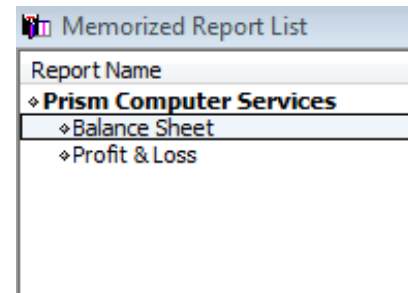 Memorized Report List
Report Name
Prism Computer Services
Balance Sheet
Profit & Loss